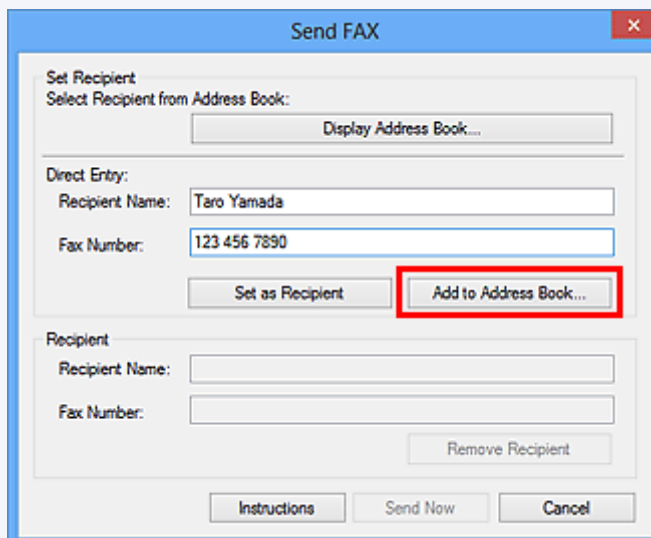 Send FAX
Set Recipient
Select Recipient from Address Book:
Display Address Book...
Direct Entry:
Recipient Name: Taro Yamada
Fax Number: 123 456 7890
Set as Recipient Add to Address Book...
Recipient
Recipient Name:
Fax Number:
Remove Recipient
Instructions Send Now Cancel